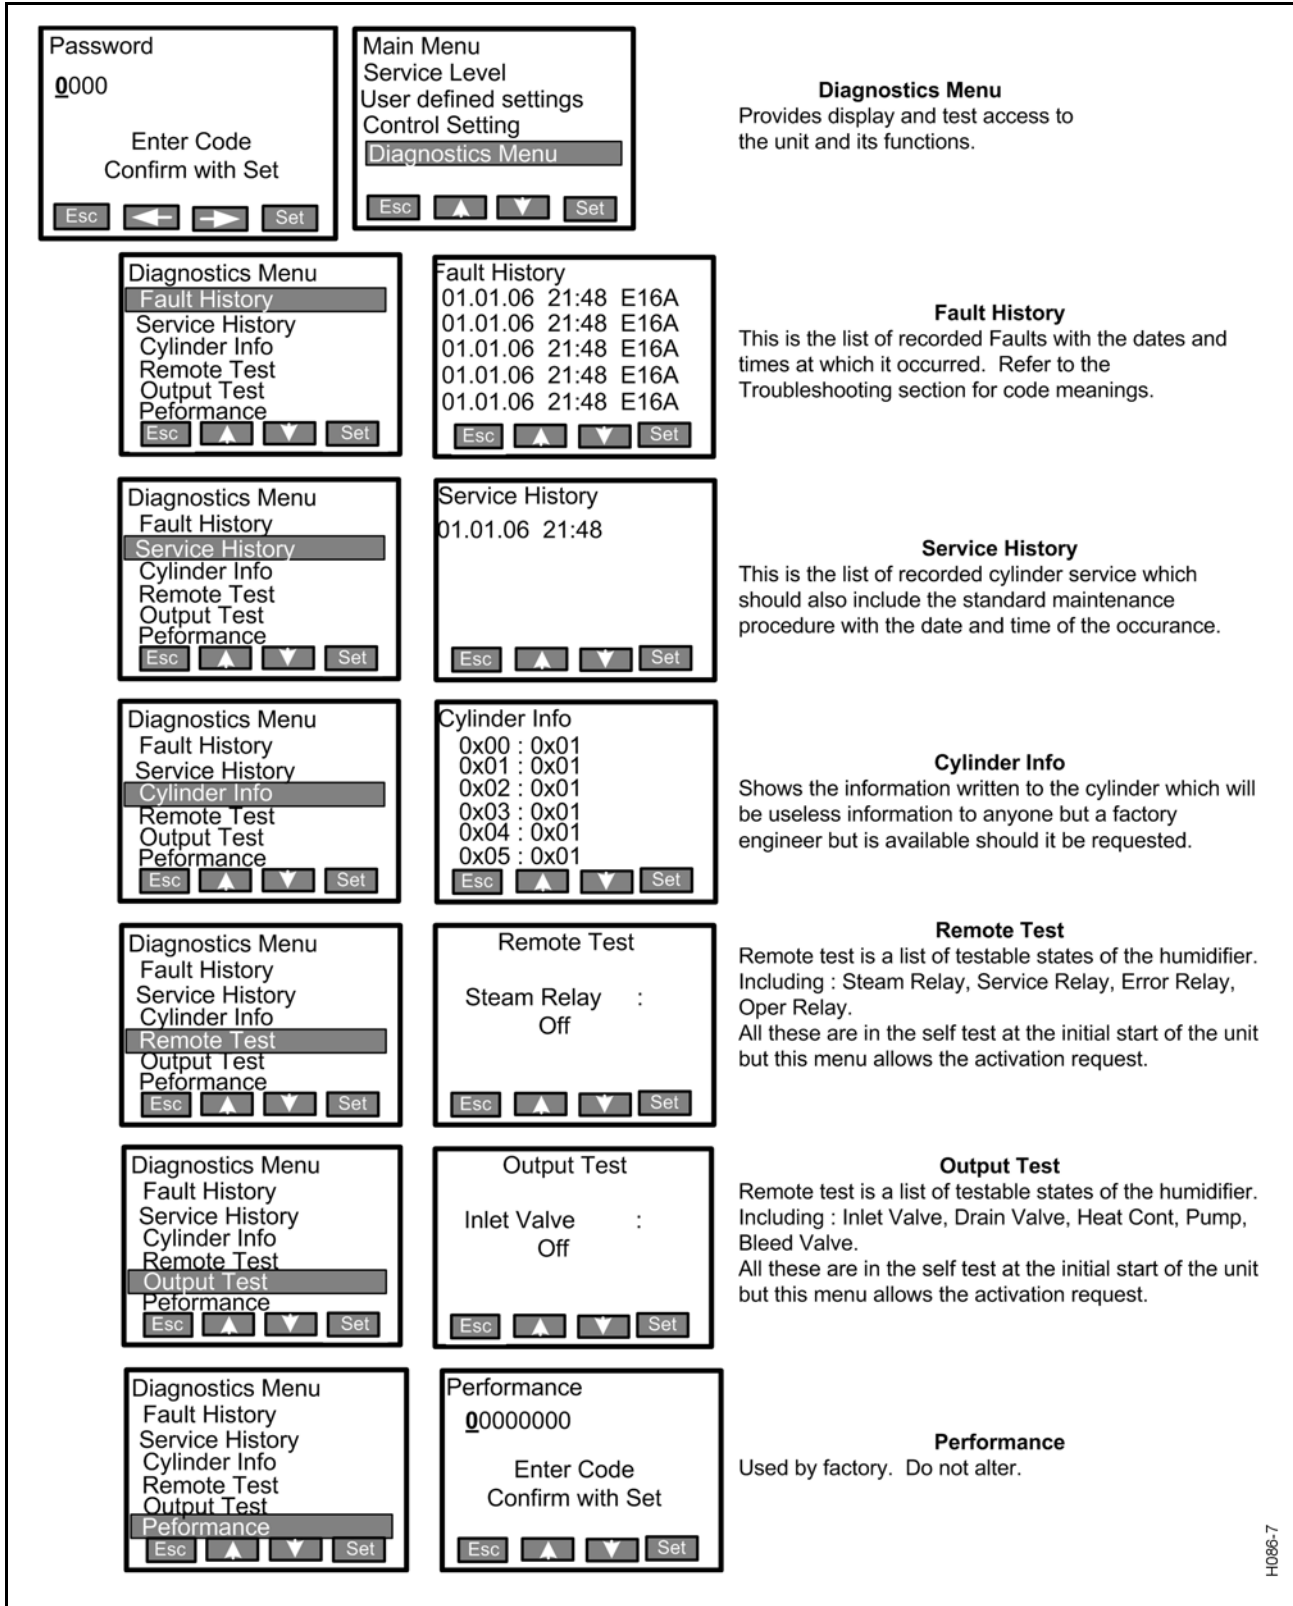 Password
0000
Enter Code
Confirm with Set
Esc Set
Main Menu
Service Level
User defined settings
Control Setting
Diagnostics Menu
Esc Set
Diagnostics Menu
Provides display and test access to
the unit and its functions.
Diagnostics Menu
Fault History
Service History
Cylinder Info
Remote Test
Output Test
Peformance
Esc Set
Fault History
01.01.06 21:48 E16A
01.01.06 21:48 E16A
01.01.06 21:48 E16A
01.01.06 21:48 E16A
01.01.06 21:48 E16A
Esc Set
Fault History
This is the list of recorded Faults with the dates and
times at which it occurred. Refer to the
Troubleshooting section for code meanings.
Diagnostics Menu
Fault History
Service History
Cylinder Info
Remote Test
Output Test
Peformance
Esc Set
Service History
01.01.06 21:48
Esc Set
Service History
This is the list of recorded cylinder service which
should also include the standard maintenance
procedure with the date and time of the occurance.
Diagnostics Menu
Fault History
Service History
Cylinder Info
Remote Test
Output Test
Peformance
Esc Set
Cylinder Info
0x00 : 0x01
0x01 : 0x01
0x02 : 0x01
0x03 : 0x01
0x04 : 0x01
0x05 : 0x01
Esc Set
Cylinder Info
Shows the information written to the cylinder which will
be useless information to anyone but a factory
engineer but is available should it be requested.
Diagnostics Menu
Fault History
Service History
Cylinder Info
Remote Test
Output Test
Peformance
Esc Set
Remote Test
Steam Relay :
Off
Esc Set
Remote Test
Remote test is a list of testable states of the humidifier.
Including : Steam Relay, Service Relay, Error Relay,
Oper Relay.
All these are in the self test at the initial start of the unit
but this menu allows the activation request.
Diagnostics Menu
Fault History
Service History
Cylinder Info
Remote Test
Output Test
Peformance
Esc Set
Output Test
Inlet Valve :
Off
Esc Set
Output Test
Remote test is a list of testable states of the humidifier.
Including : Inlet Valve, Drain Valve, Heat Cont, Pump,
Bleed Valve.
All these are in the self test at the initial start of the unit
but this menu allows the activation request.
Diagnostics Menu
Fault History
Service History
Cylinder Info
Remote Test
Output Test
Peformance
Esc Set
Performance
00000000
Enter Code
Confirm with Set
Esc Set
Performance
Used by factory. Do not alter.
H086-7